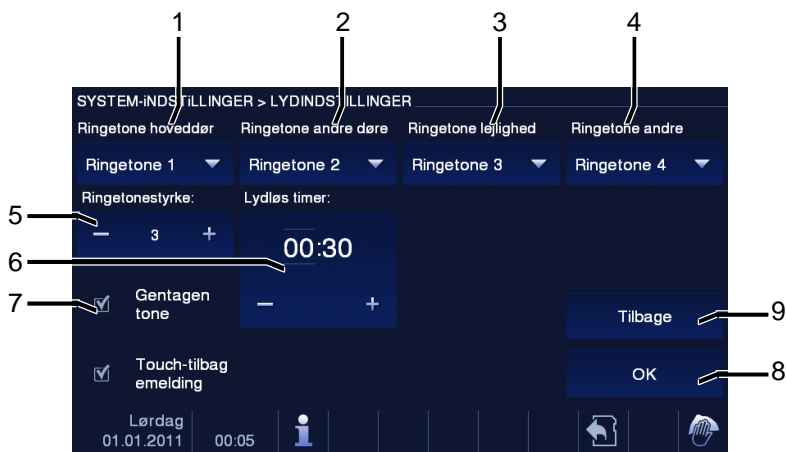 1 2 3 4
SYSTEM-iNDSTiLLINGER > LYDINDSTILLINGER
Ringetone hoveddør Ringetone andre døre Ringetone lejlighed Ringetone andre
Ringetone 1 Ringetone 2 Ringetone 3 Ringetone 4
Ringetonestyrke: Lydløs timer:
5 − 3 +
00:30
6
7 Gentagen
tone
− +
Tilbage 9
Touch-tilbag
emelding
OK 8
Lørdag
01.01.2011 00:05 i